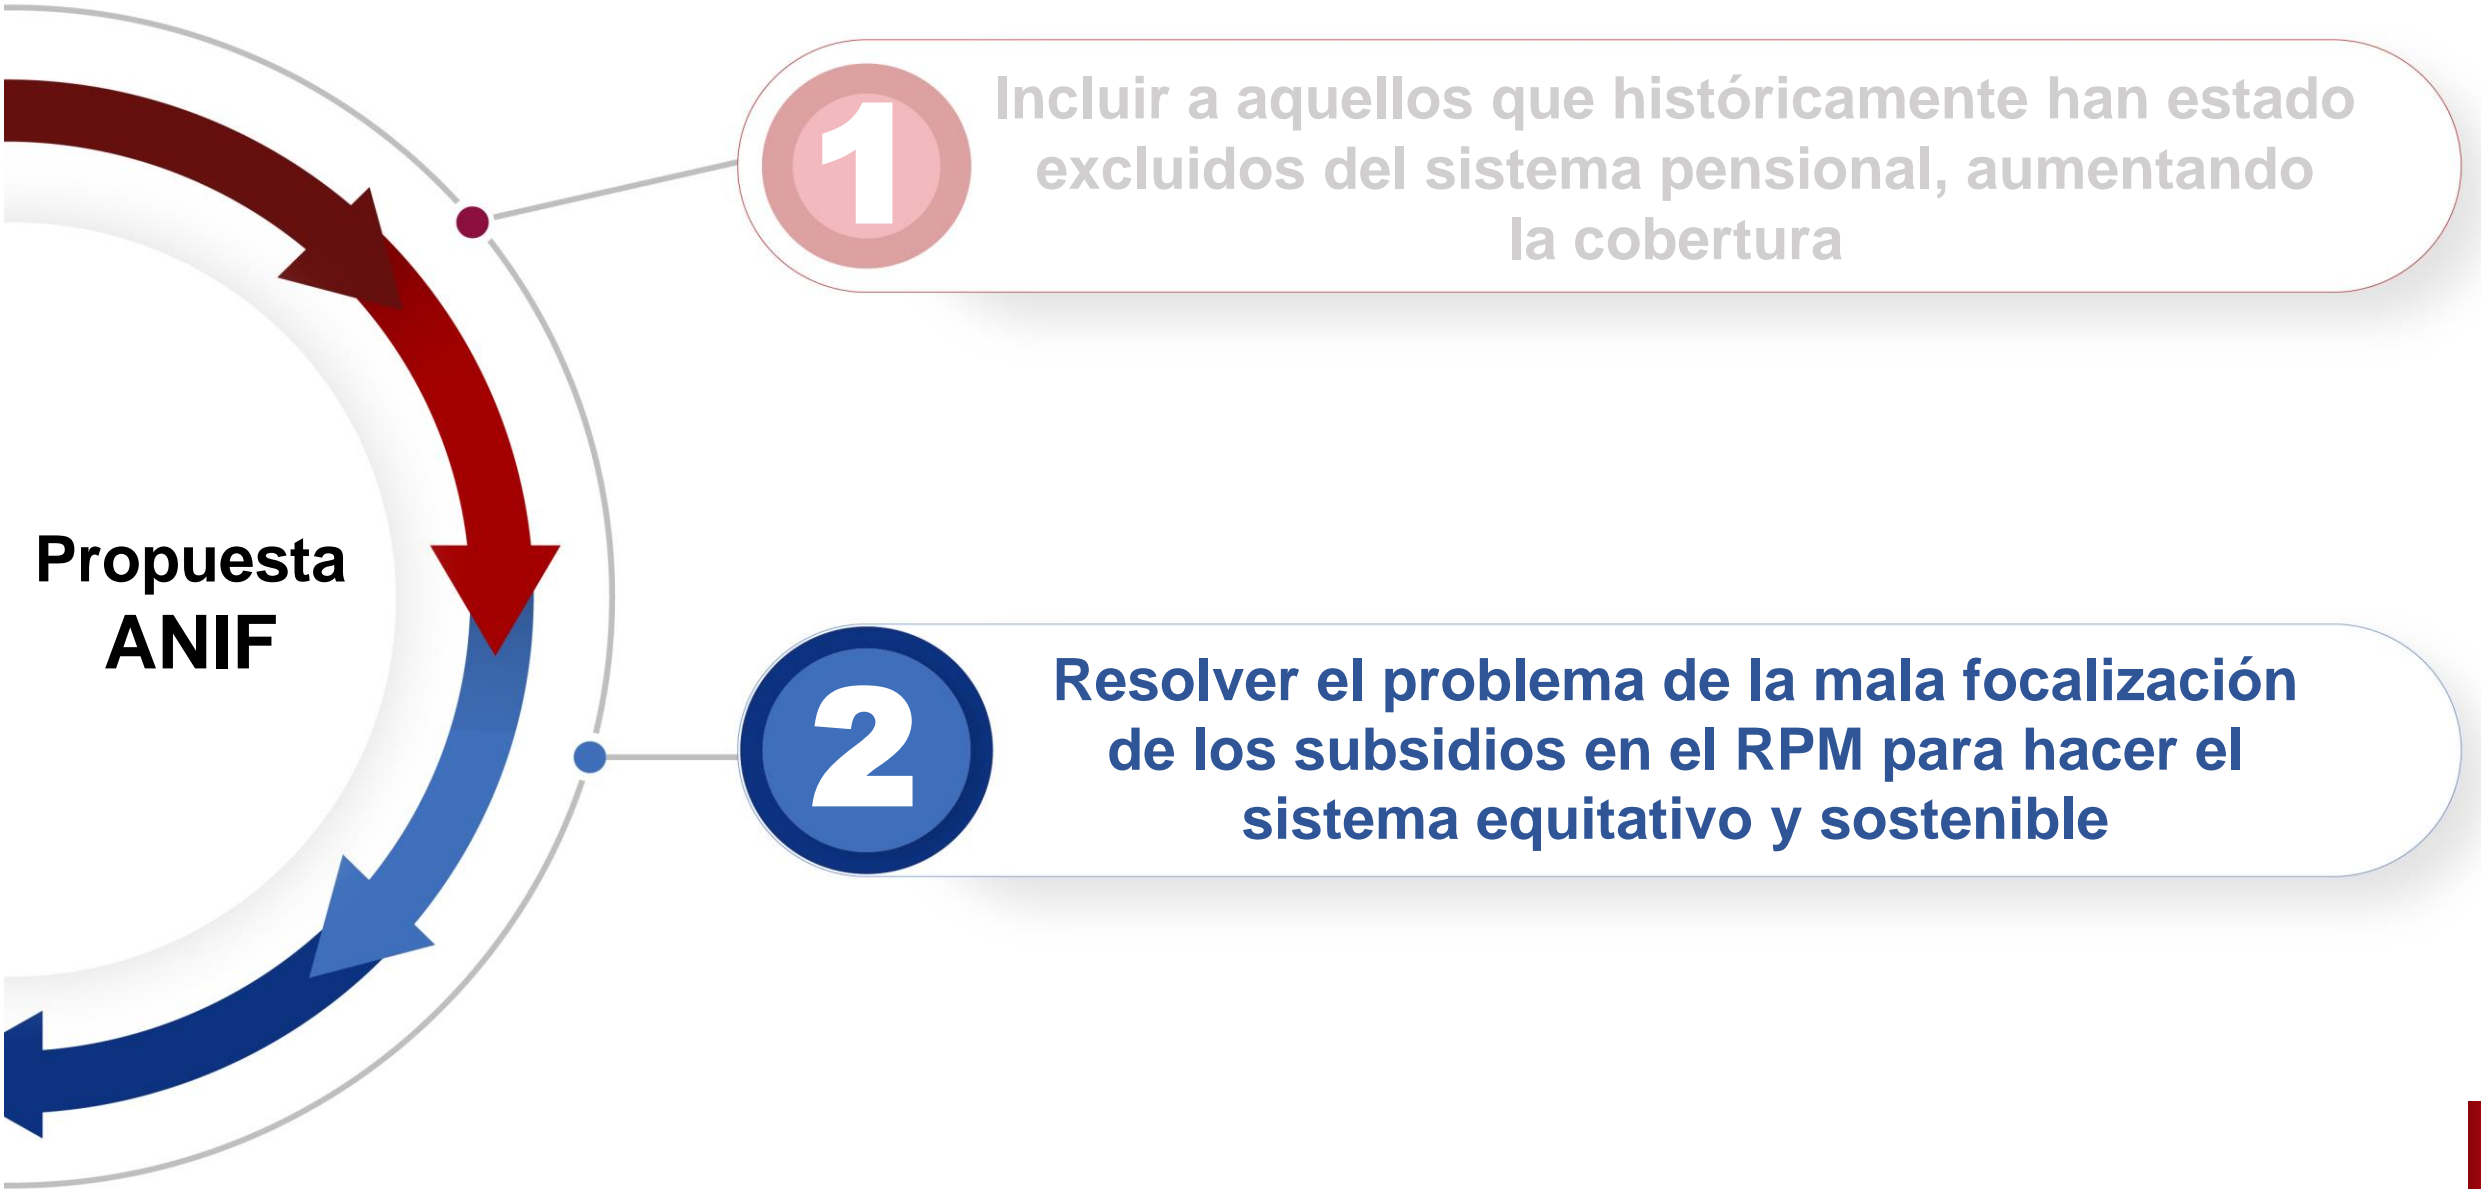 Propuesta
ANIF
1
Incluir a aquellos que históricamente han estado
excluidos del sistema pensional, aumentando
la cobertura
2
Resolver el problema de la mala focalización
de los subsidios en el RPM para hacer el
sistema equitativo y sostenible